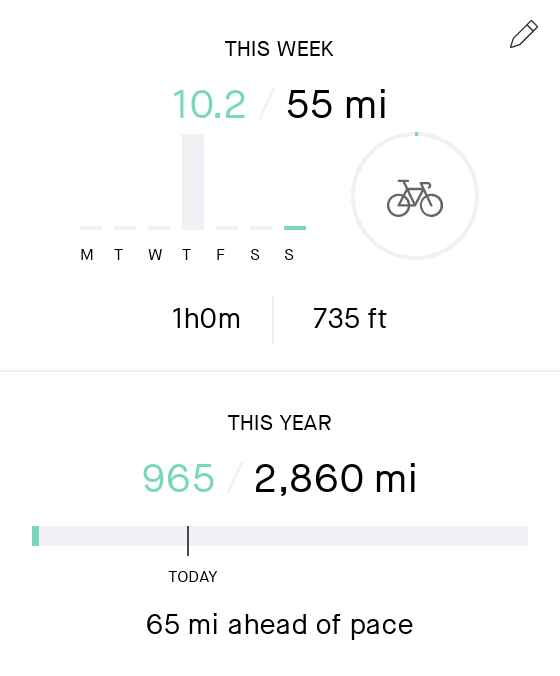 THIS WEEK
10.2 / 55 mi
M T W T F S S
1h0m 735 ft
THIS YEAR
965 / 2,860 mi
TODAY
65 mi ahead of pace